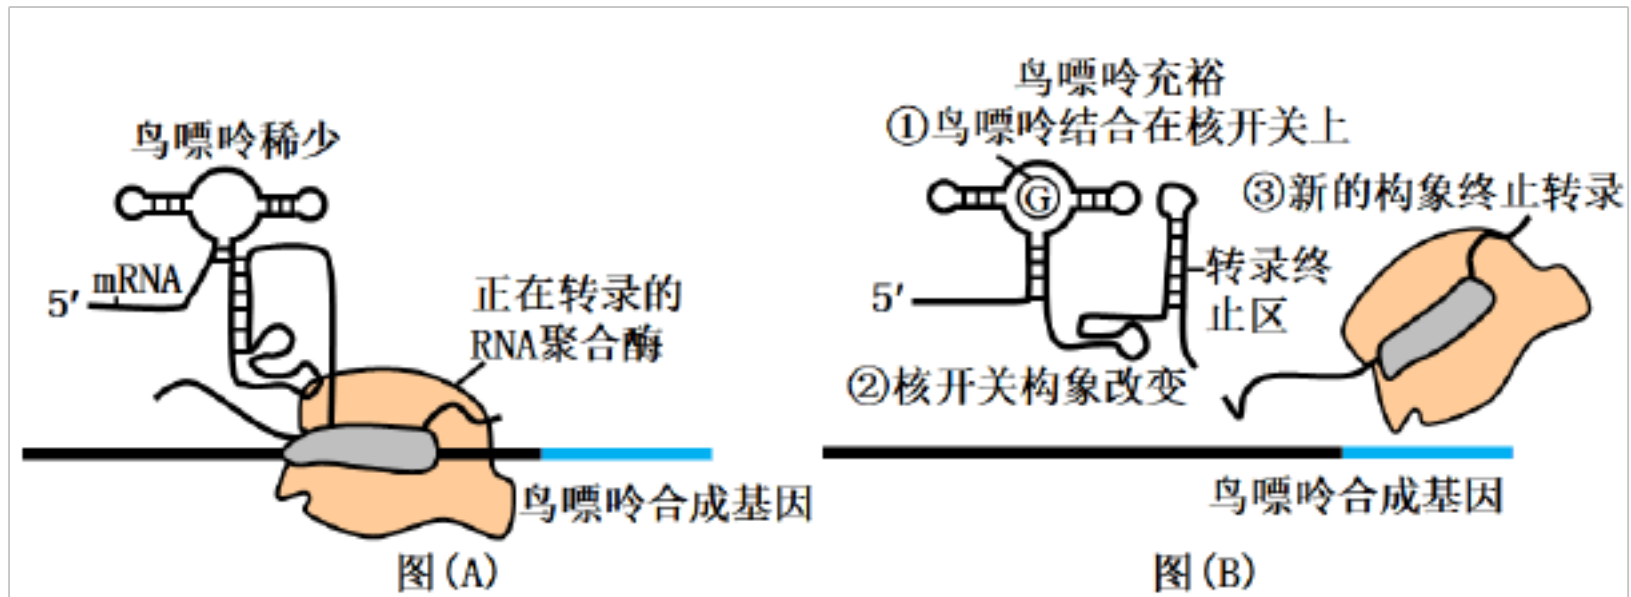 鸟嘌呤稀少
5′ mRNA
正在转录的
RNA聚合酶
鸟嘌呤合成基因
图(A)
鸟嘌呤充裕
①鸟嘌呤结合在核开关上
G
③新的构象终止转录
5′
转录终
止区
②核开关构象改变
鸟嘌呤合成基因
图(B)